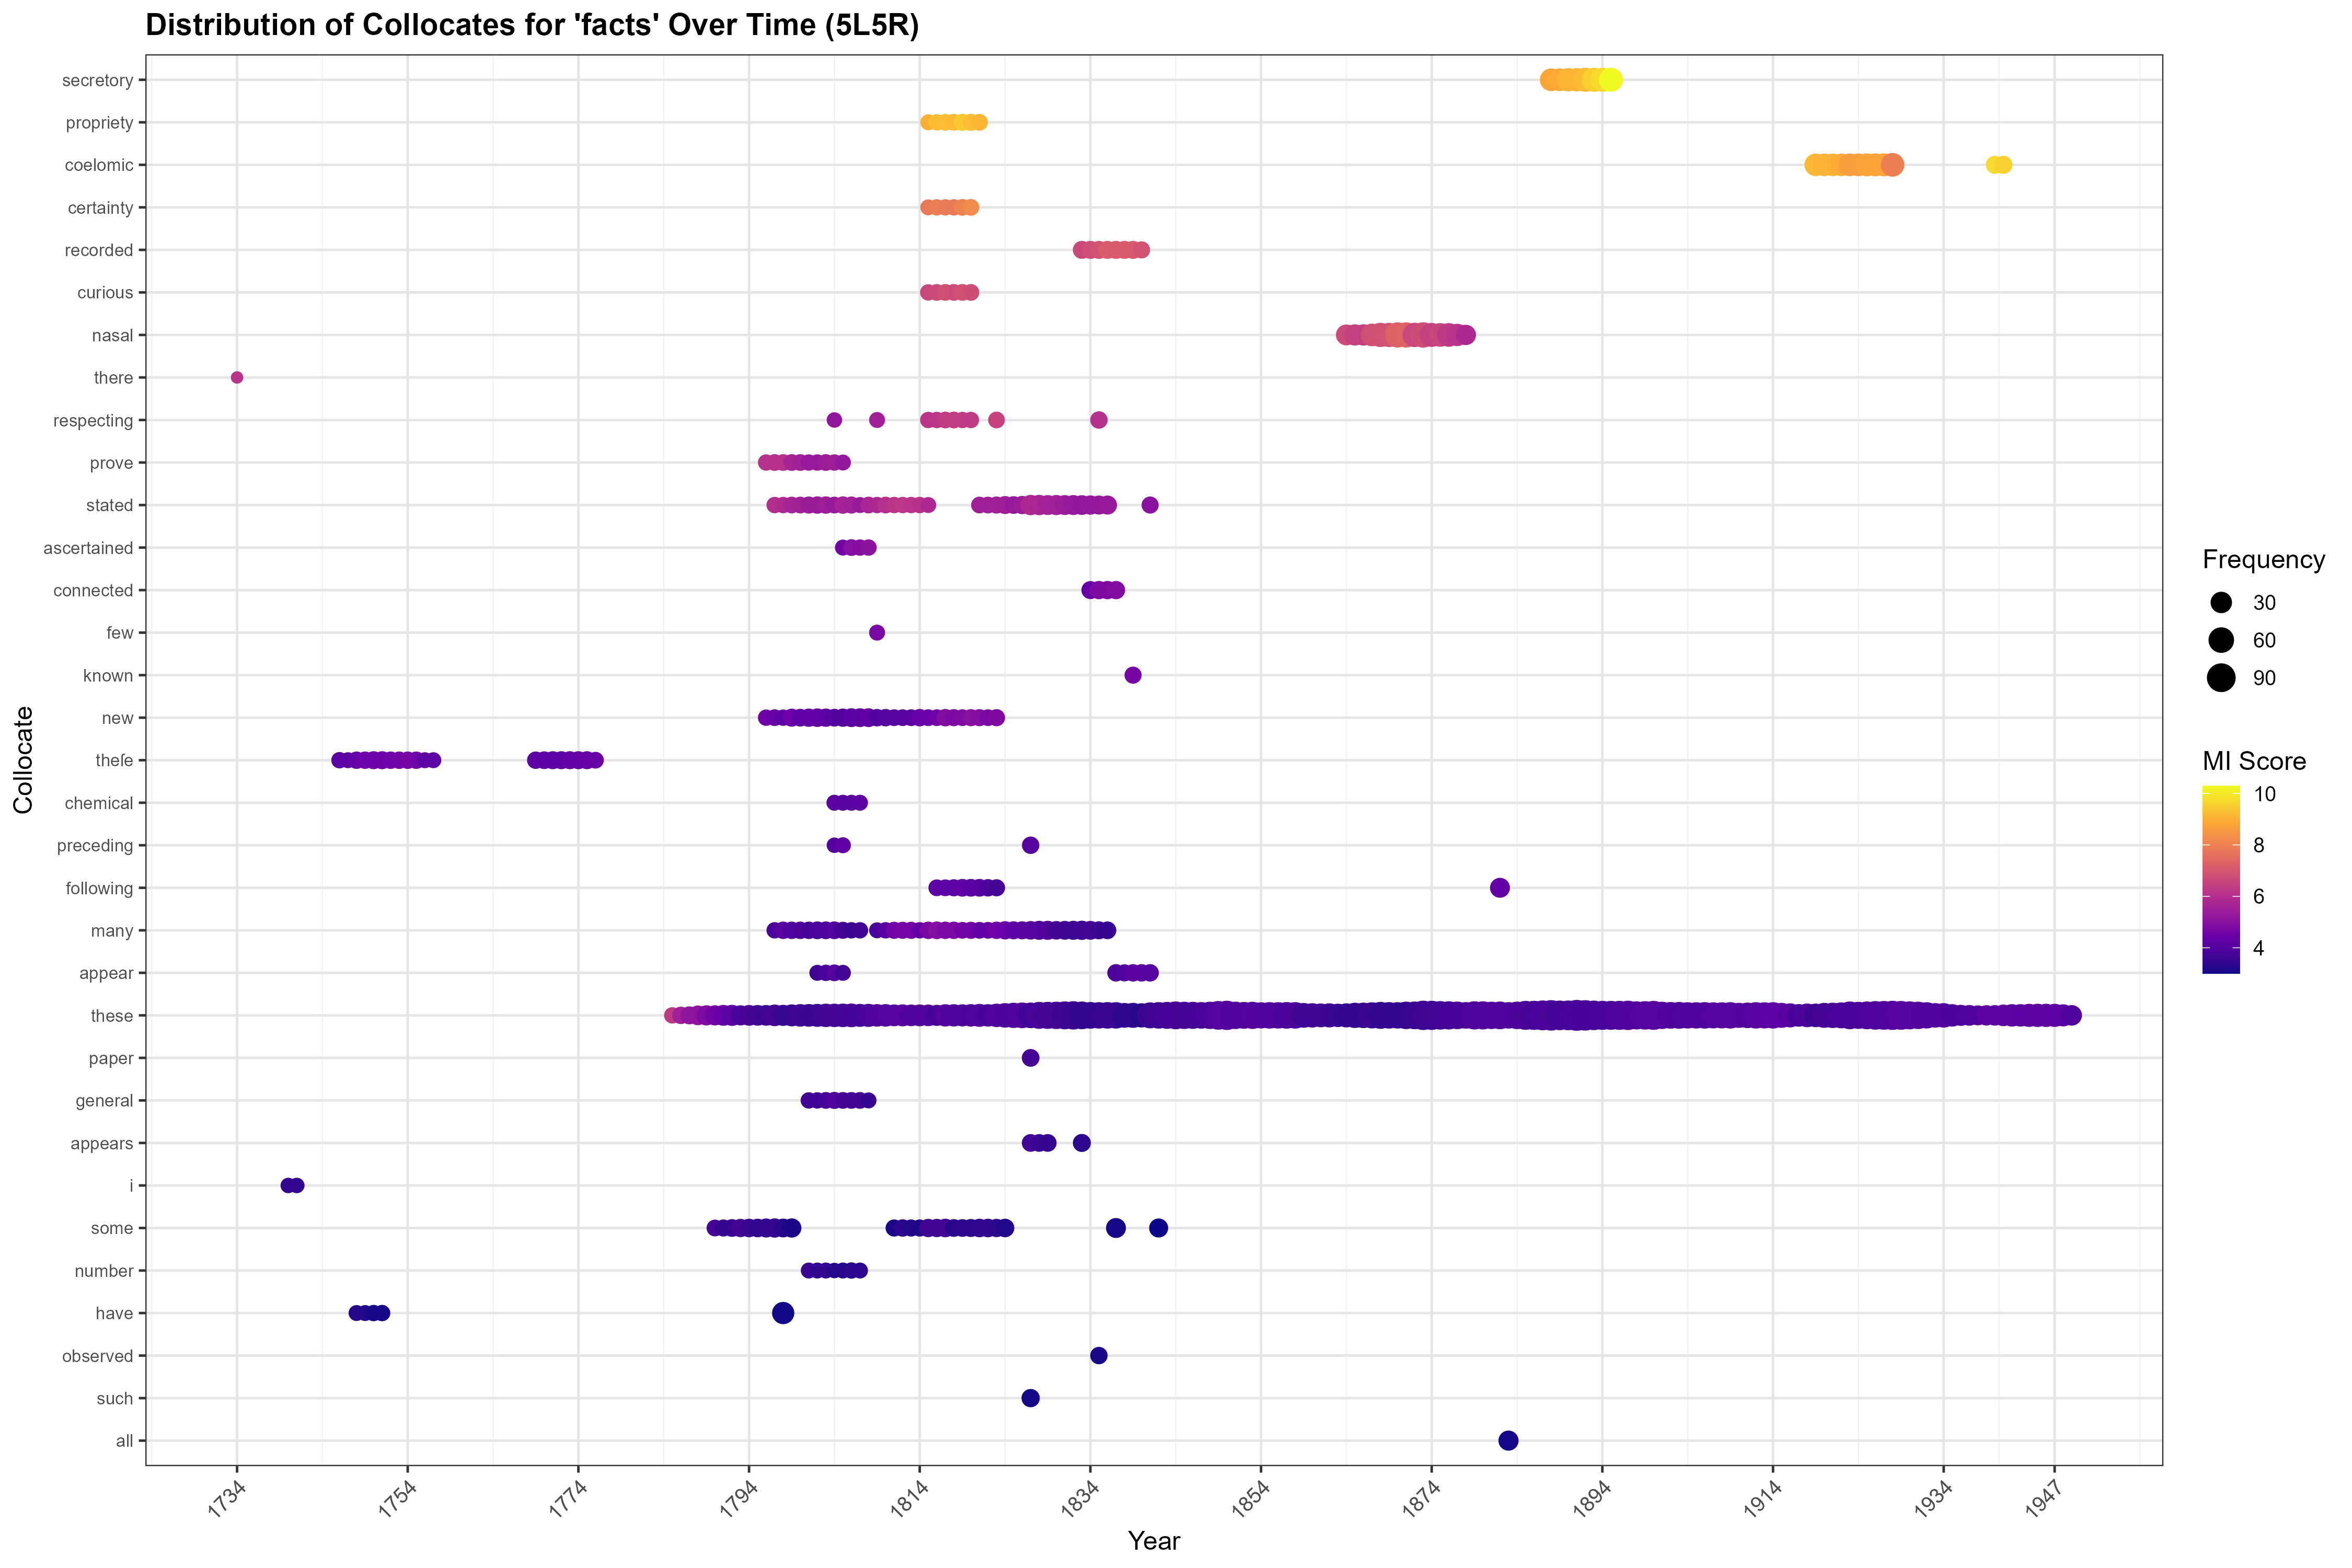 Distribution of Collocates for 'facts' Over Time (5L5R)
Collocate
secretory
propriety
coelomic
certainty
recorded
curious
nasal
there
respecting
prove
stated
ascertained
connected
few
known
new
theſe
chemical
preceding
following
many
appear
these
paper
general
appears
i
some
number
have
observed
such
all
1734 1754 1774 1794 1814 1834 1854 1874 1894 1914 1934 1947
Year
Frequency
30
60
90
MI Score
10
8
6
4